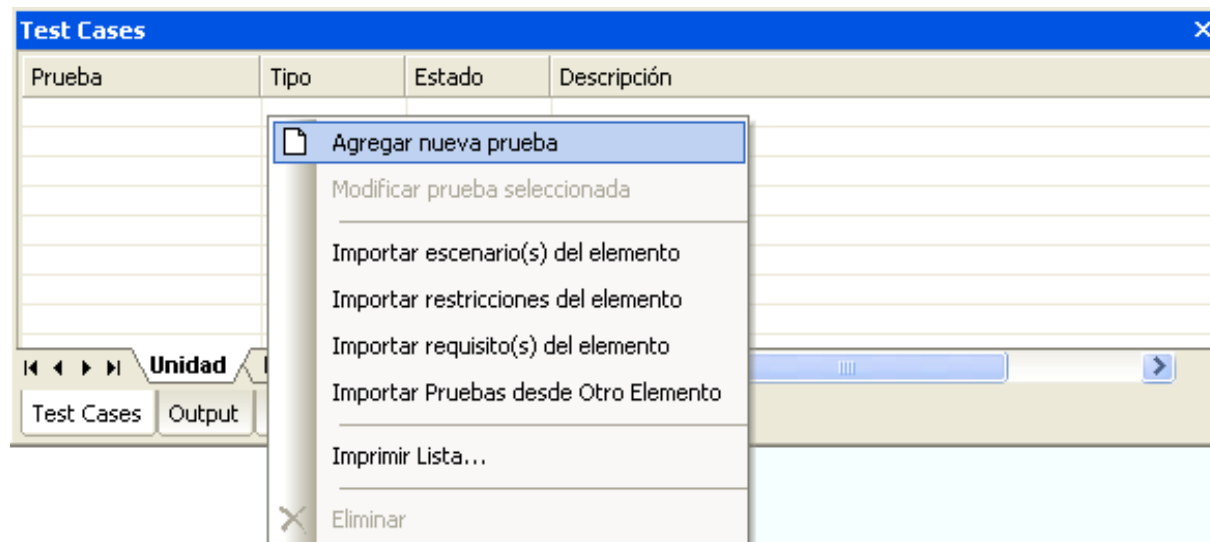 Test Cases
Prueba Tipo Estado Descripción
Agregar nueva prueba
Modificar prueba seleccionada
Importar escenario(s) del elemento
Importar restricciones del elemento
Importar requisito(s) del elemento
Unidad
Importar Pruebas desde Otro Elemento
Test Cases Output
Imprimir Lista...
Eliminar